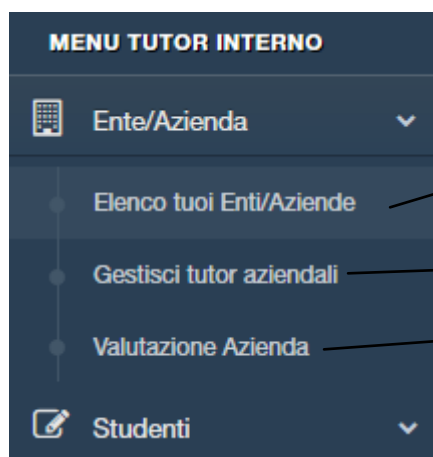 MENU TUTOR INTERNO
Ente/Azienda
Elenco tuoi Enti/Aziende
Gestisci tutor aziendali
Valutazione Azienda
Studenti